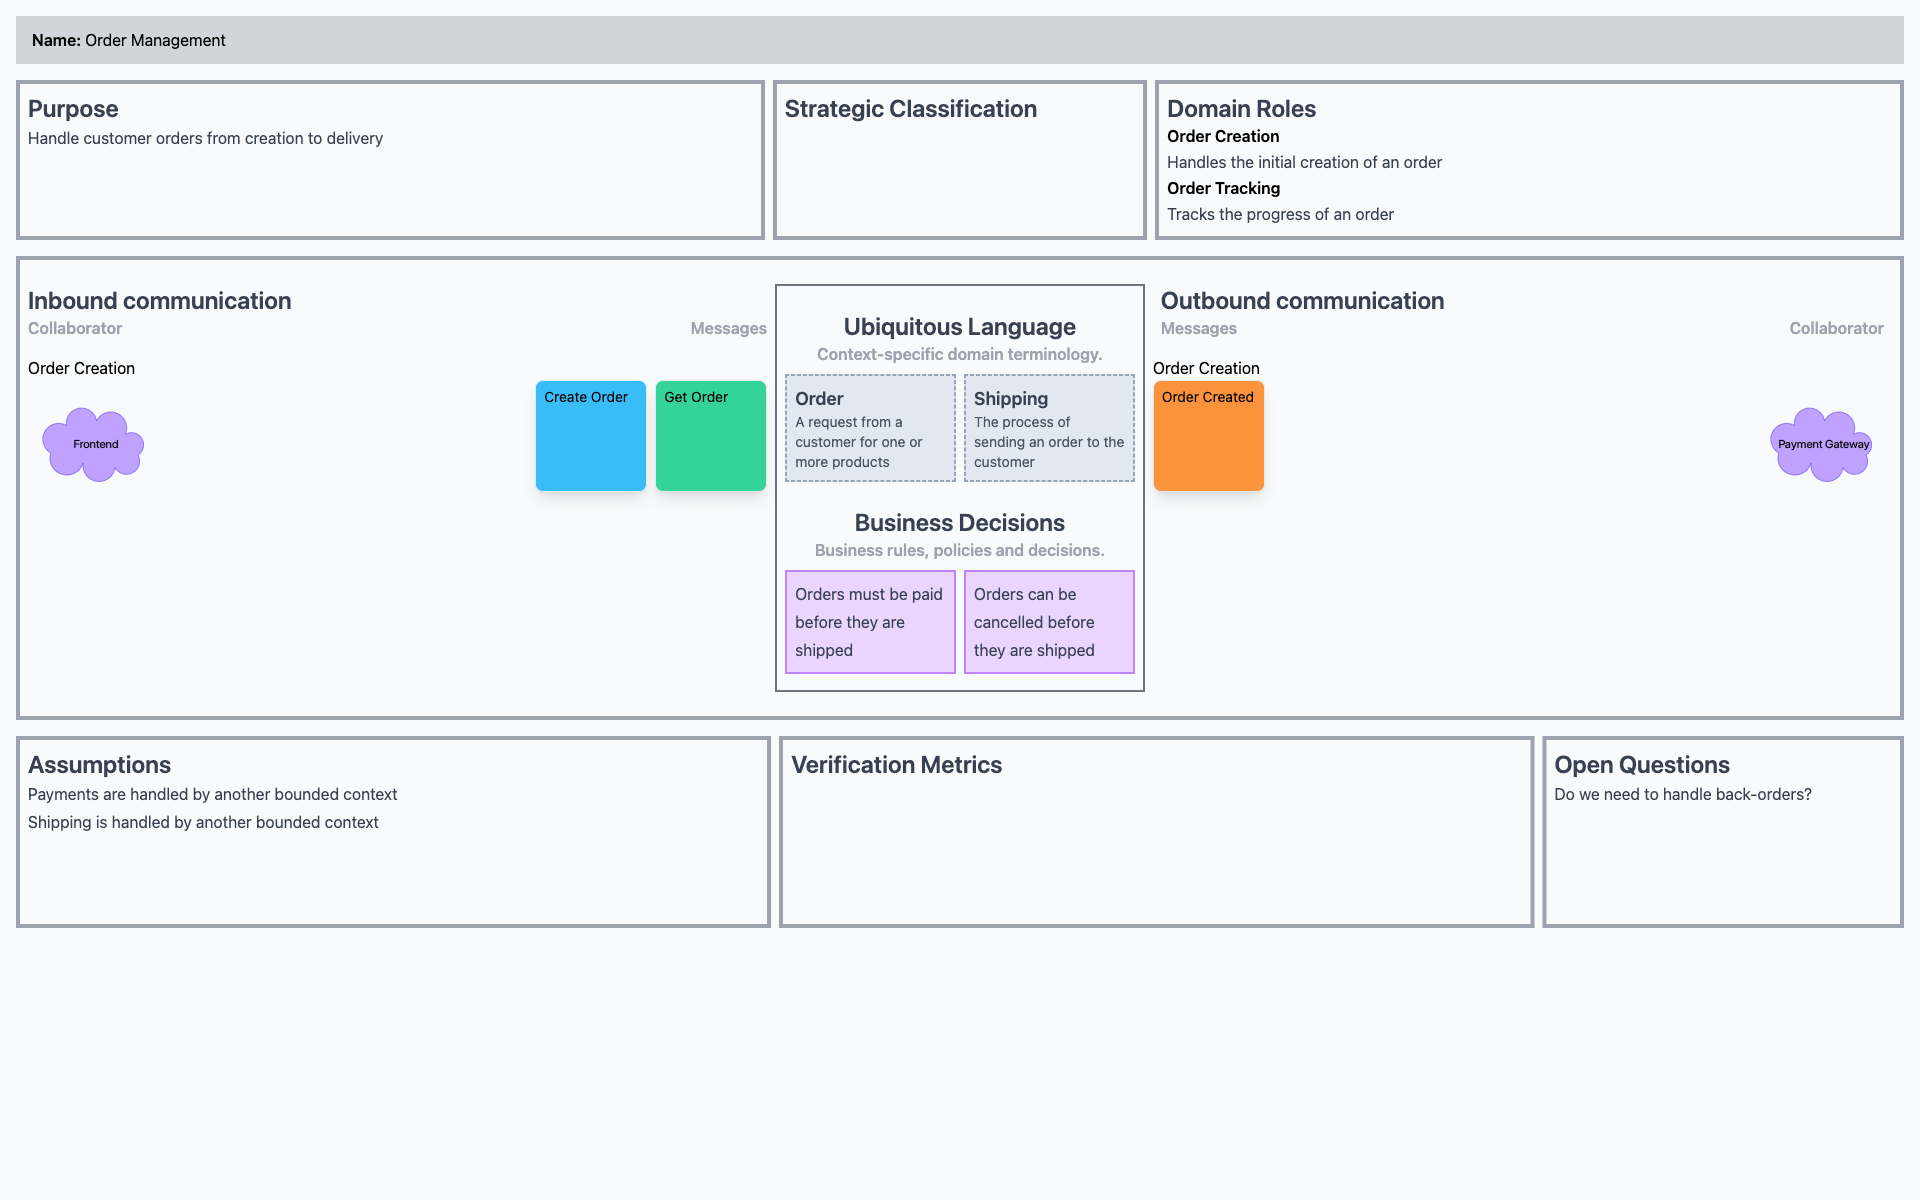 Name: Order Management
Purpose
Handle customer orders from creation to delivery
Strategic Classification
Domain Roles
Order Creation
Handles the initial creation of an order
Order Tracking
Tracks the progress of an order
Inbound communication
Collaborator
Messages
Order Creation
Frontend
Create Order
Get Order
Ubiquitous Language
Context-specific domain terminology.
Order
A request from a
customer for one or
more products
Shipping
The process of
sending an order to the
customer
Business Decisions
Business rules, policies and decisions.
Orders must be paid
before they are
shipped
Orders can be
cancelled before
they are shipped
Outbound communication
Messages
Collaborator
Order Creation
Order Created
Payment Gateway
Assumptions
Payments are handled by another bounded context
Shipping is handled by another bounded context
Verification Metrics
Open Questions
Do we need to handle back-orders?